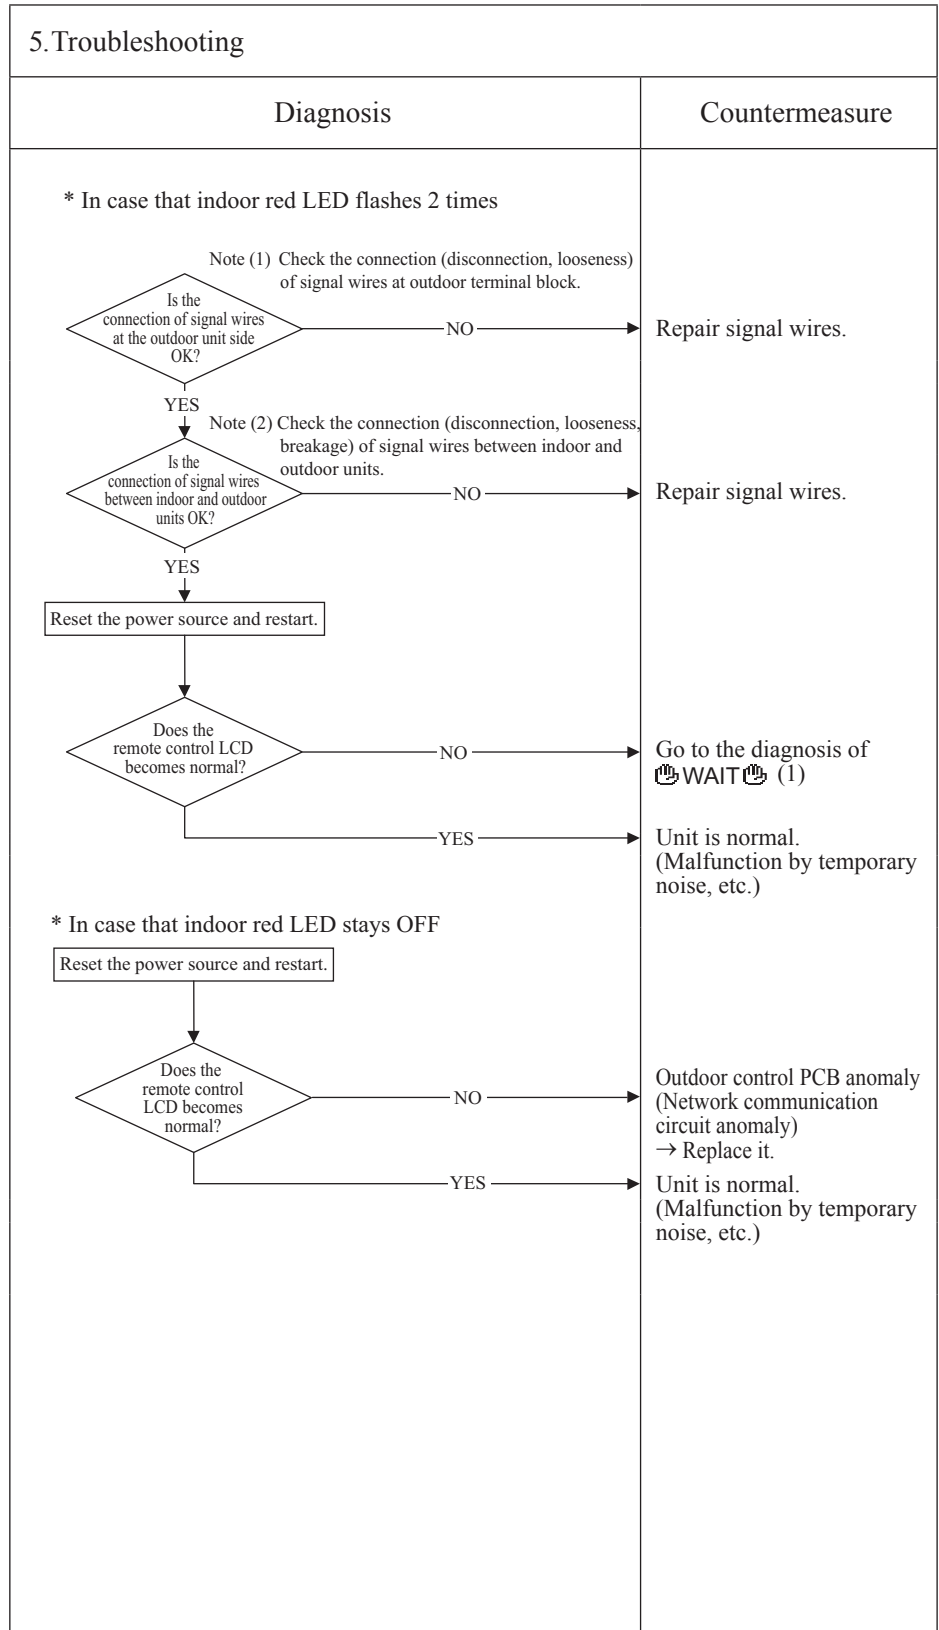 5.Troubleshooting
Diagnosis
Countermeasure
* In case that indoor red LED flashes 2 times
Note (1) Check the connection (disconnection, looseness)
of signal wires at outdoor terminal block.
Is the
connection of signal wires
at the outdoor unit side
OK?
NO
Repair signal wires.
YES
Note (2) Check the connection (disconnection, looseness,
breakage) of signal wires between indoor and
outdoor units.
Is the
connection of signal wires
between indoor and outdoor
units OK?
NO
Repair signal wires.
YES
Reset the power source and restart.
Does the
remote control LCD
becomes normal?
NO
Go to the diagnosis of
WAIT (1)
YES
Unit is normal.
(Malfunction by temporary
noise, etc.)
* In case that indoor red LED stays OFF
Reset the power source and restart.
Does the
remote control
LCD becomes
normal?
NO
Outdoor control PCB anomaly
(Network communication
circuit anomaly)
→ Replace it.
YES
Unit is normal.
(Malfunction by temporary
noise, etc.)